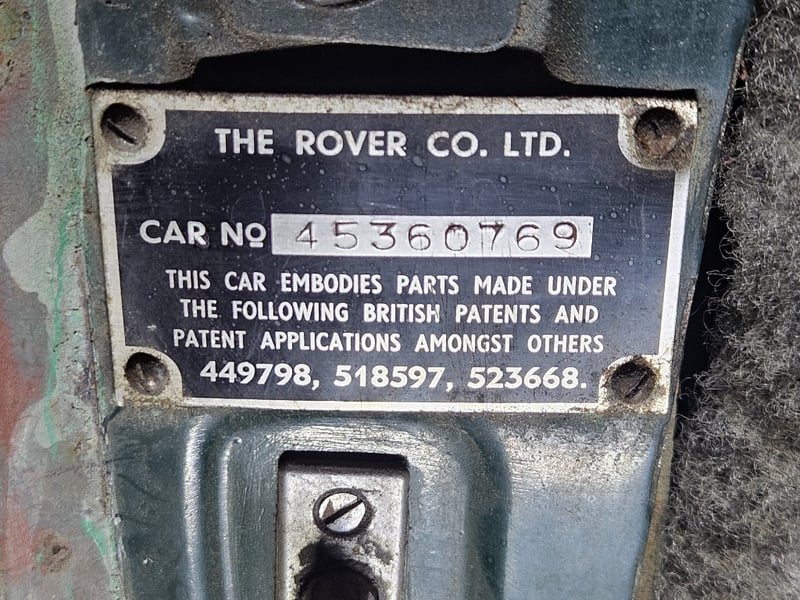 THE ROVER CO. LTD.
CAR Nº 45360769
THIS CAR EMBODIES PARTS MADE UNDER
THE FOLLOWING BRITISH PATENTS AND
PATENT APPLICATIONS AMONGST OTHERS
449798, 518597, 523668.